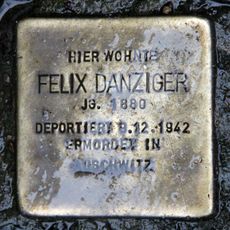 HIER WOHNTE
FELIX DANZIGER
JG. 1880
DEPORTIERT 9.12.1942
ERMORDET IN
AUSCHWITZ